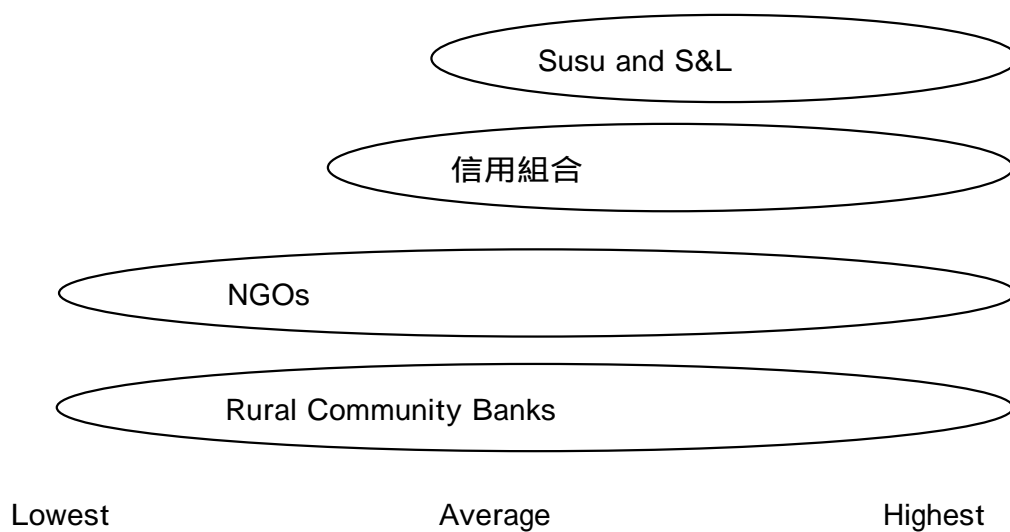 Susu and S&L
信用組合
NGOs
Rural Community Banks
Lowest Average Highest